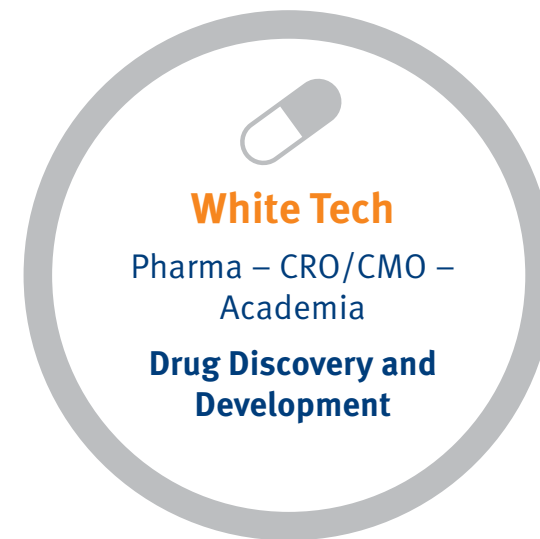 White Tech
Pharma – CRO/CMO –
Academia
Drug Discovery and
Development